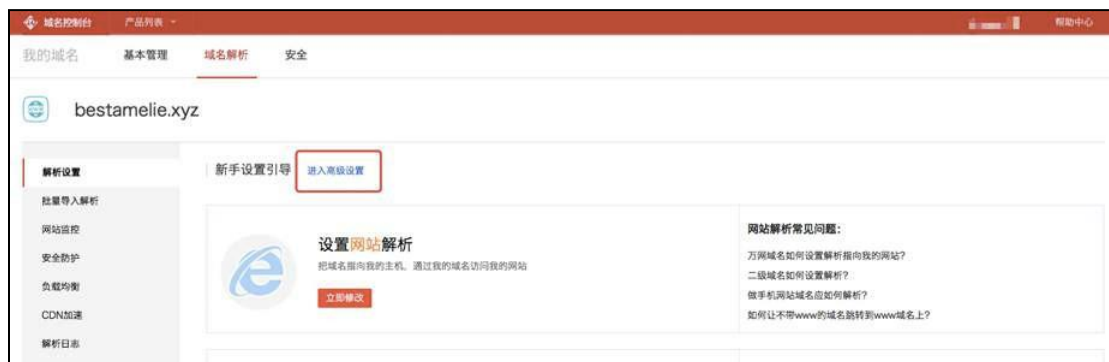 域名控制台 产品列表 帮助中心
我的域名 基本管理 域名解析 安全
bestamelie.xyz
解析设置
批量导入解析
网站监控
安全防护
负载均衡
CDN加速
解析日志
新手设置引导 进入高级设置
设置网站解析
把域名指向我的主机，通过我的域名访问我的网站
立即修改
网站解析常见问题：
万网域名如何设置解析指向我的网站?
二级域名如何设置解析?
做手机网站域名应如何解析?
如何让不带www的域名跳转到www域名上?